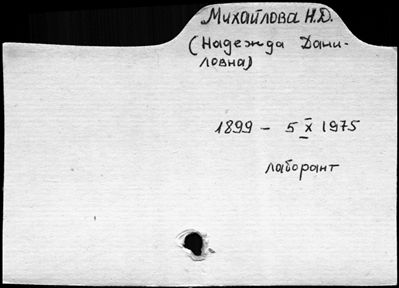 Михайлова Н.Д.
(Надежда Дани-
ловна)
1899 – 5 X 1975
лаборант